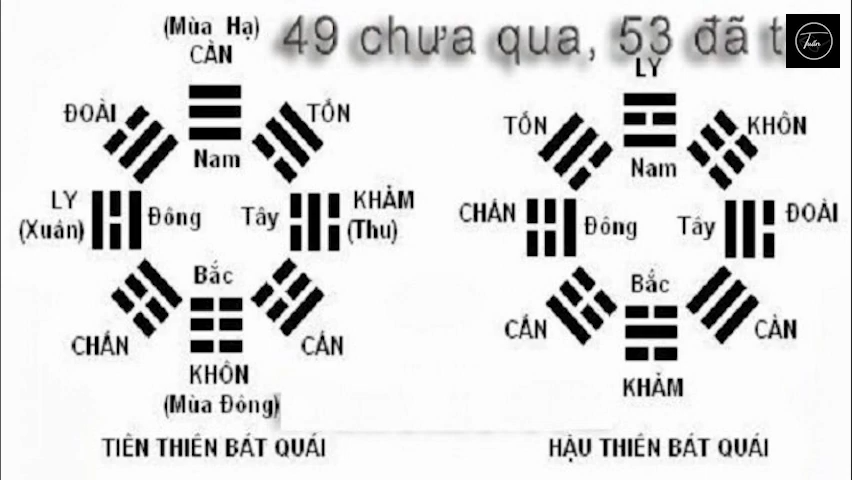 49 chưa qua, 53 đã t
Tuấn
(Mùa Hạ)
CÀN
ĐOÀI
TỐN
Nam
LY
(Xuân)
Đông
Tây
KHẢM
(Thu)
Bắc
CHẤN
CẤN
KHÔN
(Mùa Đông)
TIÊN THIÊN BÁT QUÁI
LY
TỐN
KHÔN
Nam
CHẤN
Đông
Tây
ĐOÀI
Bắc
CẤN
CÀN
KHẢM
HẬU THIÊN BÁT QUÁI